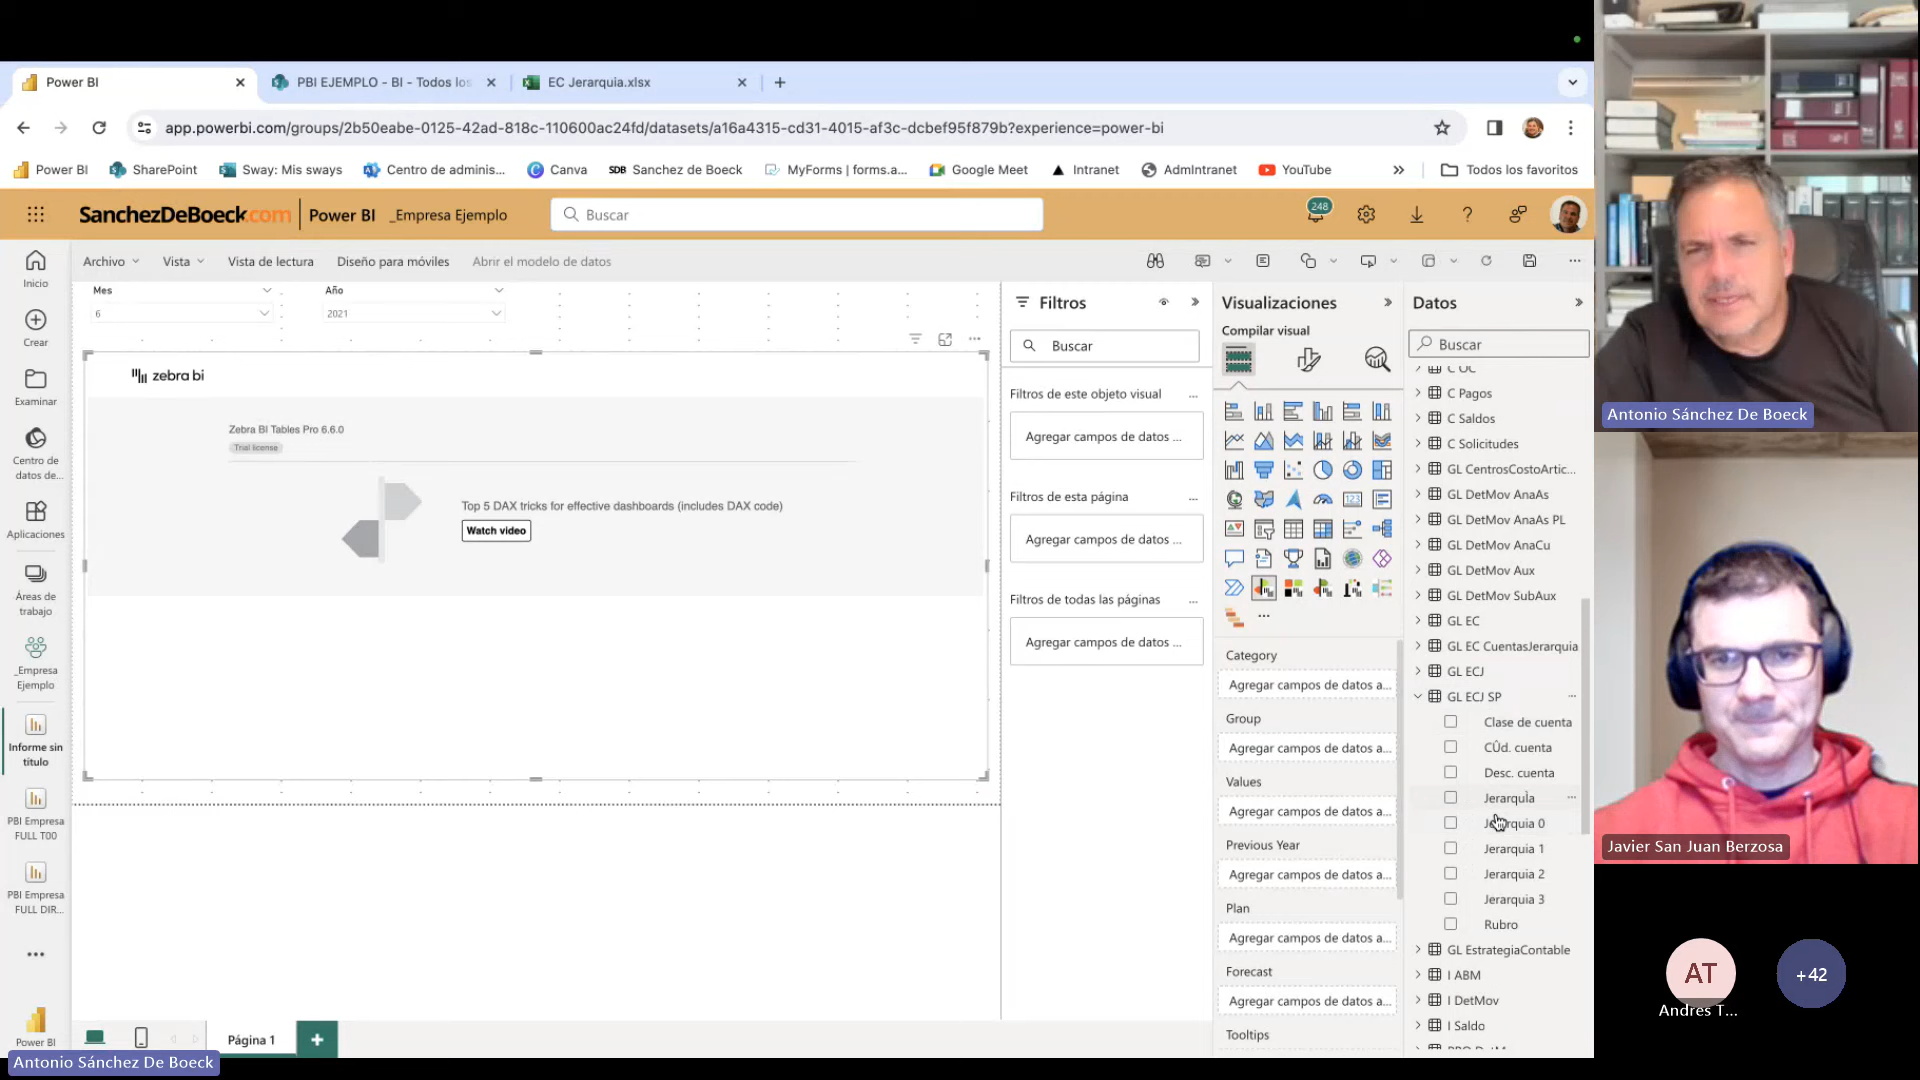 Power BI
PBI EJEMPLO - BI - Todos los
EC Jerarquia.xlsx
app.powerbi.com/groups/2b50eabe-0125-42ad-818c-110600ac24fd/datasets/a16a4315-cd31-4015-af3c-dcbef95f879b?experience=power-bi
Power BI
SharePoint
Sway: Mis sways
Centro de adminis...
Canva
SDB Sanchez de Boeck
MyForms | forms.a...
Google Meet
Intranet
AdmIntranet
YouTube
Todos los favoritos
SanchezDeBoeck.com
Power BI
_Empresa Ejemplo
Buscar
248
Archivo
Vista
Vista de lectura
Diseño para móviles
Abrir el modelo de datos
Inicio
Crear
Examinar
Centro de
datos de...
Aplicaciones
Áreas de
trabajo
_Empresa
Ejemplo
Informe sin
título
PBI Empresa
FULL T00
PBI Empresa
FULL DIR...
Power BI
Mes
6
Año
2021
zebra bi
Zebra BI Tables Pro 6.6.0
Trial license
Top 5 DAX tricks for effective dashboards (includes DAX code)
Watch video
Página 1
Filtros
Buscar
Filtros de este objeto visual
Agregar campos de datos ...
Filtros de esta página
Agregar campos de datos ...
Filtros de todas las páginas
Agregar campos de datos ...
Visualizaciones
Compilar visual
Category
Agregar campos de datos a...
Group
Agregar campos de datos a...
Values
Agregar campos de datos a...
Previous Year
Agregar campos de datos a...
Plan
Agregar campos de datos a...
Forecast
Agregar campos de datos a...
Tooltips
Datos
Buscar
C OC
C Pagos
C Saldos
C Solicitudes
GL CentrosCostoArtic...
GL DetMov AnaAs
GL DetMov AnaAs PL
GL DetMov AnaCu
GL DetMov Aux
GL DetMov SubAux
GL EC
GL EC CuentasJerarquia
GL ECJ
GL ECJ SP
Clase de cuenta
CÛd. cuenta
Desc. cuenta
JerarquÌa
Jerarquia 0
Jerarquia 1
Jerarquia 2
Jerarquia 3
Rubro
GL EstrategiaContable
I ABM
I DetMov
I Saldo
Antonio Sánchez De Boeck
Javier San Juan Berzosa
AT
Andres T...
+42
Antonio Sánchez De Boeck